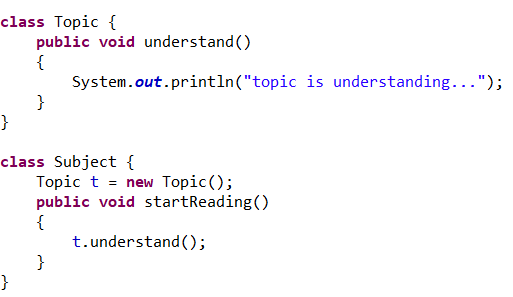 class Topic {
    public void understand()
    {
        System.out.println("topic is understanding...");
    }
}

class Subject {
    Topic t = new Topic();
    public void startReading()
    {
        t.understand();
    }
}